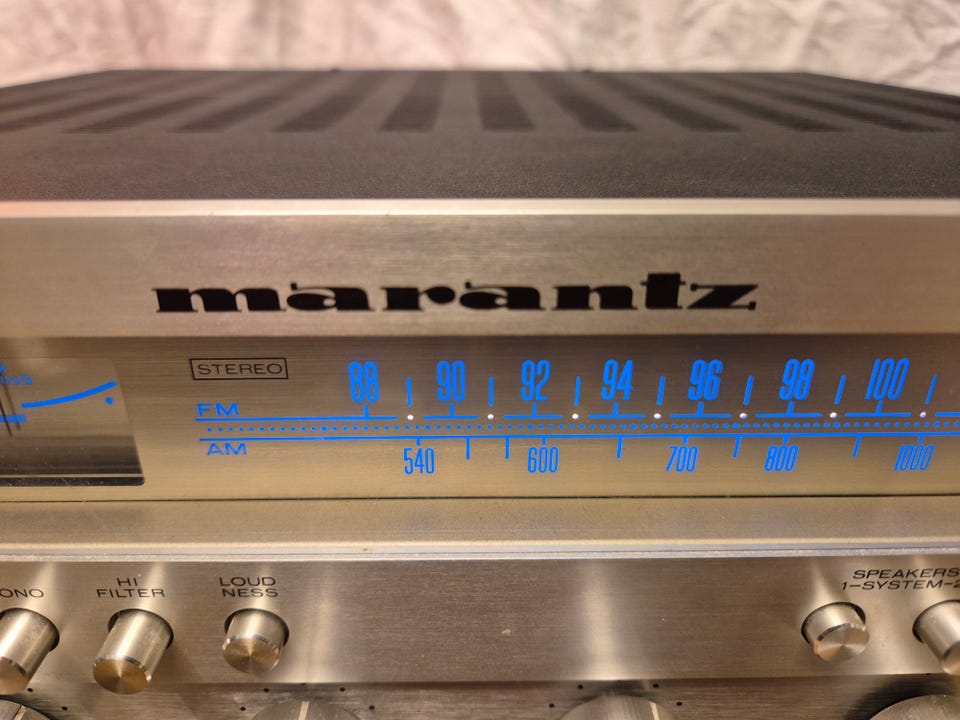 marantz
STEREO
88 90 92 94 96 98 100
FM
AM
540 600 700 800 1000
HI
FILTER
LOUD
NESS
SPEAKERS
1-SYSTEM-2